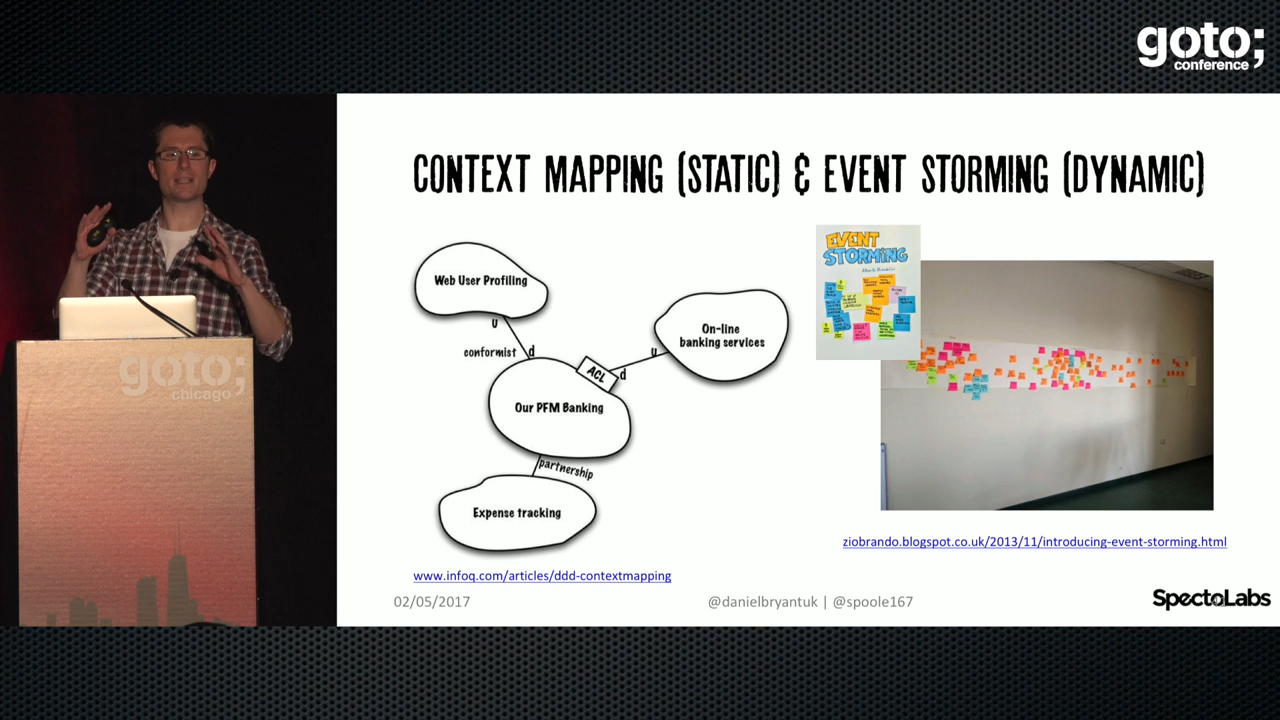 goto;
conference
CONTEXT MAPPING (STATIC) & EVENT STORMING (DYNAMIC)
Web User Profiling
U
conformist
d
On-line
banking services
u
d
ACL
Our PFM Banking
partnership
Expense tracking
EVENT
STORMING
www.infoq.com/articles/ddd-contextmapping
ziobrando.blogspot.co.uk/2013/11/introducing-event-storming.html
02/05/2017
@danielbryantuk | @spoole167
SpectoLabs
goto;
chicago